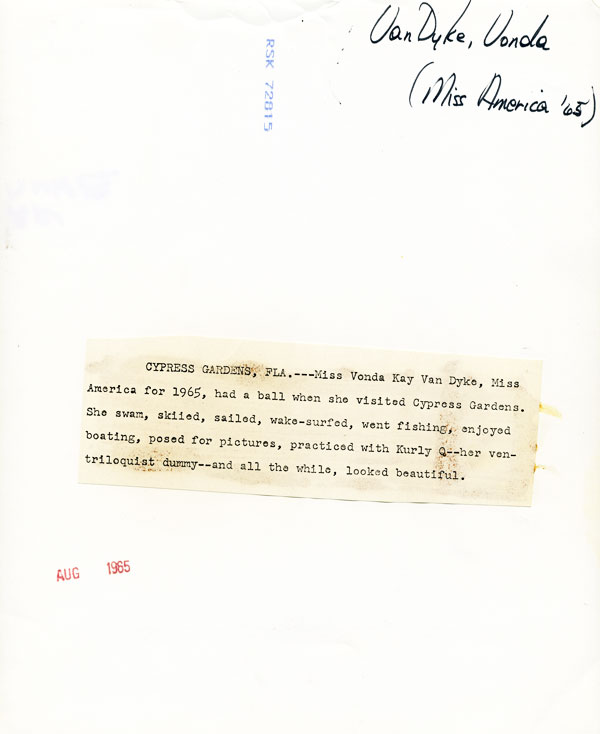 VanDyke, Vonda
(Miss America '65)
RSK 72815
CYPRESS GARDENS, FLA.---Miss Vonda Kay Van Dyke, Miss
America for 1965, had a ball when she visited Cypress Gardens.
She swam, skiied, sailed, wake-surfed, went fishing, enjoyed
boating, posed for pictures, practiced with Kurly Q--her ven-
triloquist dummy--and all the while, looked beautiful.
AUG 1965